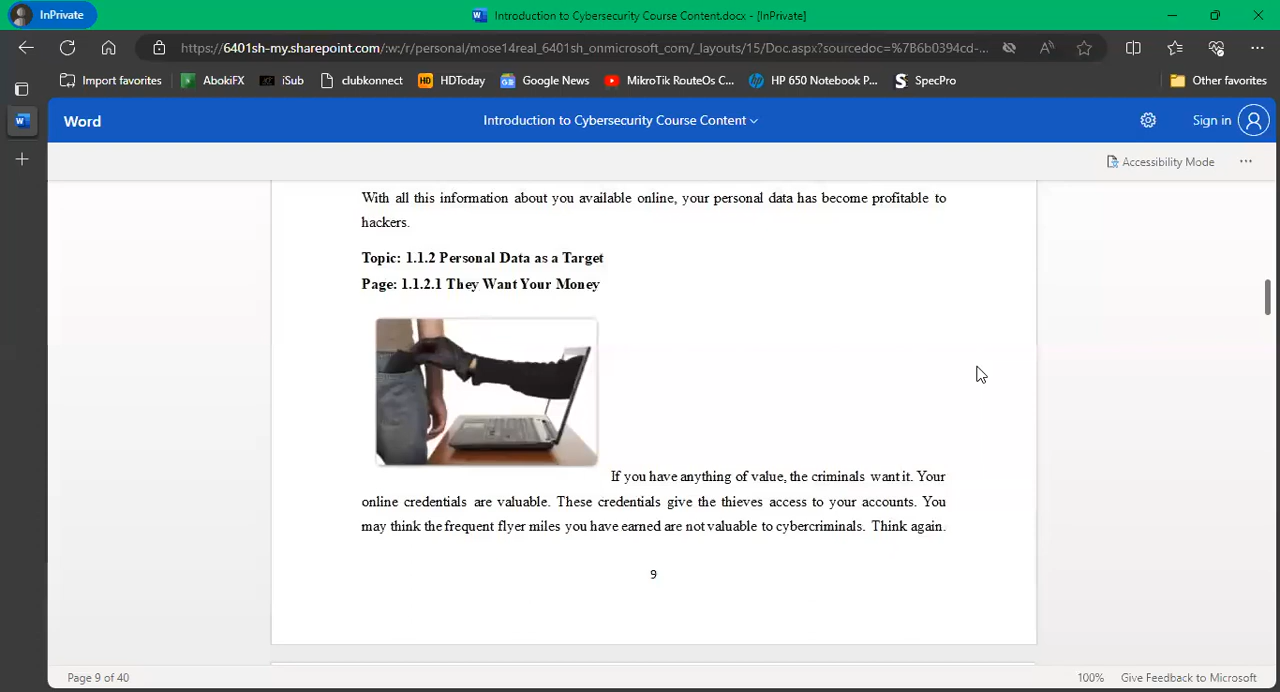 InPrivate
Introduction to Cybersecurity Course Content.docx - [InPrivate]
https://6401sh-my.sharepoint.com/:w:/r/personal/mose14real_6401sh_onmicrosoft_com/_layouts/15/Doc.aspx?sourcedoc=%7B6b0394cd-...
Import favorites AbokiFX iSub clubkonnect HDToday Google News MikroTik RouteOs C... HP 650 Notebook P... SpecPro Other favorites
Word Introduction to Cybersecurity Course Content Sign in
Accessibility Mode
With all this information about you available online, your personal data has become profitable to
hackers.
Topic: 1.1.2 Personal Data as a Target
Page: 1.1.2.1 They Want Your Money
If you have anything of value, the criminals want it. Your
online credentials are valuable. These credentials give the thieves access to your accounts. You
may think the frequent flyer miles you have earned are not valuable to cybercriminals. Think again.
9
Page 9 of 40 100% Give Feedback to Microsoft